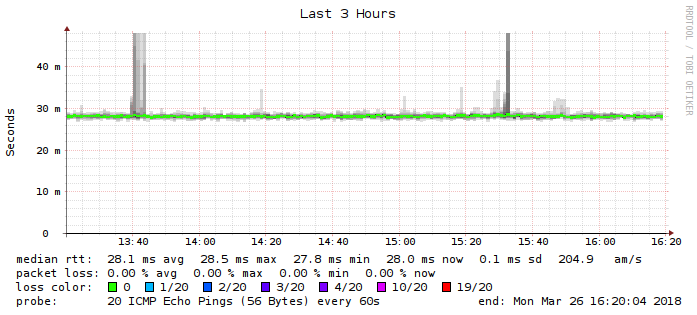 Last 3 Hours
RRDTOOL / TOBI OETIKER
Seconds
40 m
30 m
20 m
10 m
0
13:40 14:00 14:20 14:40 15:00 15:20 15:40 16:00 16:20
median rtt: 28.1 ms avg 28.5 ms max 27.8 ms min 28.0 ms now 0.1 ms sd 204.9 am/s
packet loss: 0.00 % avg 0.00 % max 0.00 % min 0.00 % now
loss color: 0 1/20 2/20 3/20 4/20 10/20 19/20
probe: 20 ICMP Echo Pings (56 Bytes) every 60s end: Mon Mar 26 16:20:04 2018